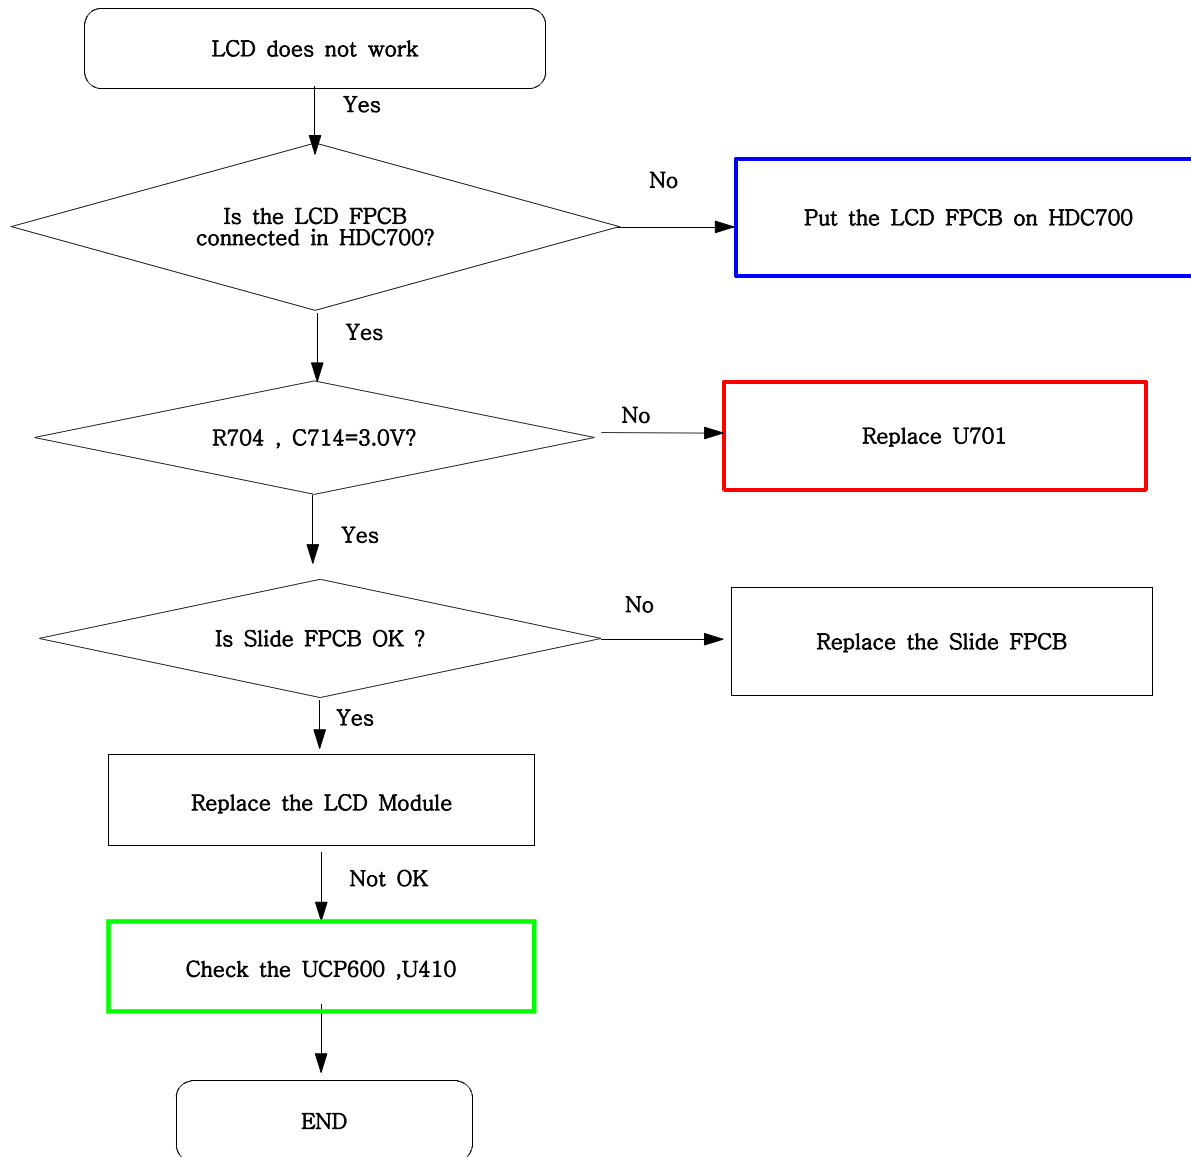 LCD does not work
Yes
Is the LCD FPCB
connected in HDC700?
No
Put the LCD FPCB on HDC700
Yes
R704 , C714=3.0V?
No
Replace U701
Yes
Is Slide FPCB OK ?
No
Replace the Slide FPCB
Yes
Replace the LCD Module
Not OK
Check the UCP600 ,U410
END